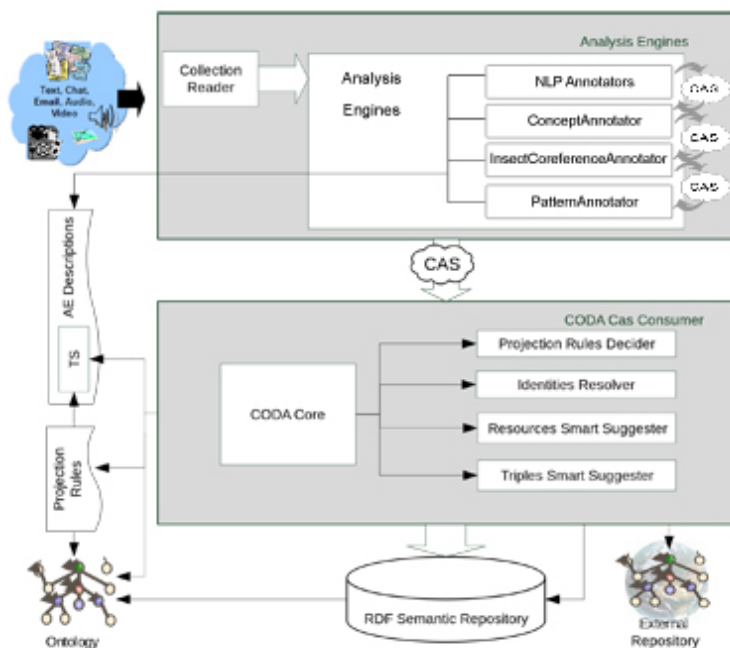 Analysis Engines
Text, Chat,
Email, Audio,
Video
Collection
Reader
Analysis
Engines
NLP Annotators
CAS
ConceptAnnotator
CAS
InsectCoreferenceAnnotator
CAS
PatternAnnotator
CAS
AE Descriptions
TS
CODA Cas Consumer
Projection Rules Decider
CODA Core
Identities Resolver
Resources Smart Suggester
Triples Smart Suggester
Projection
Rules
RDF Semantic Repository
Ontology
External
Repository